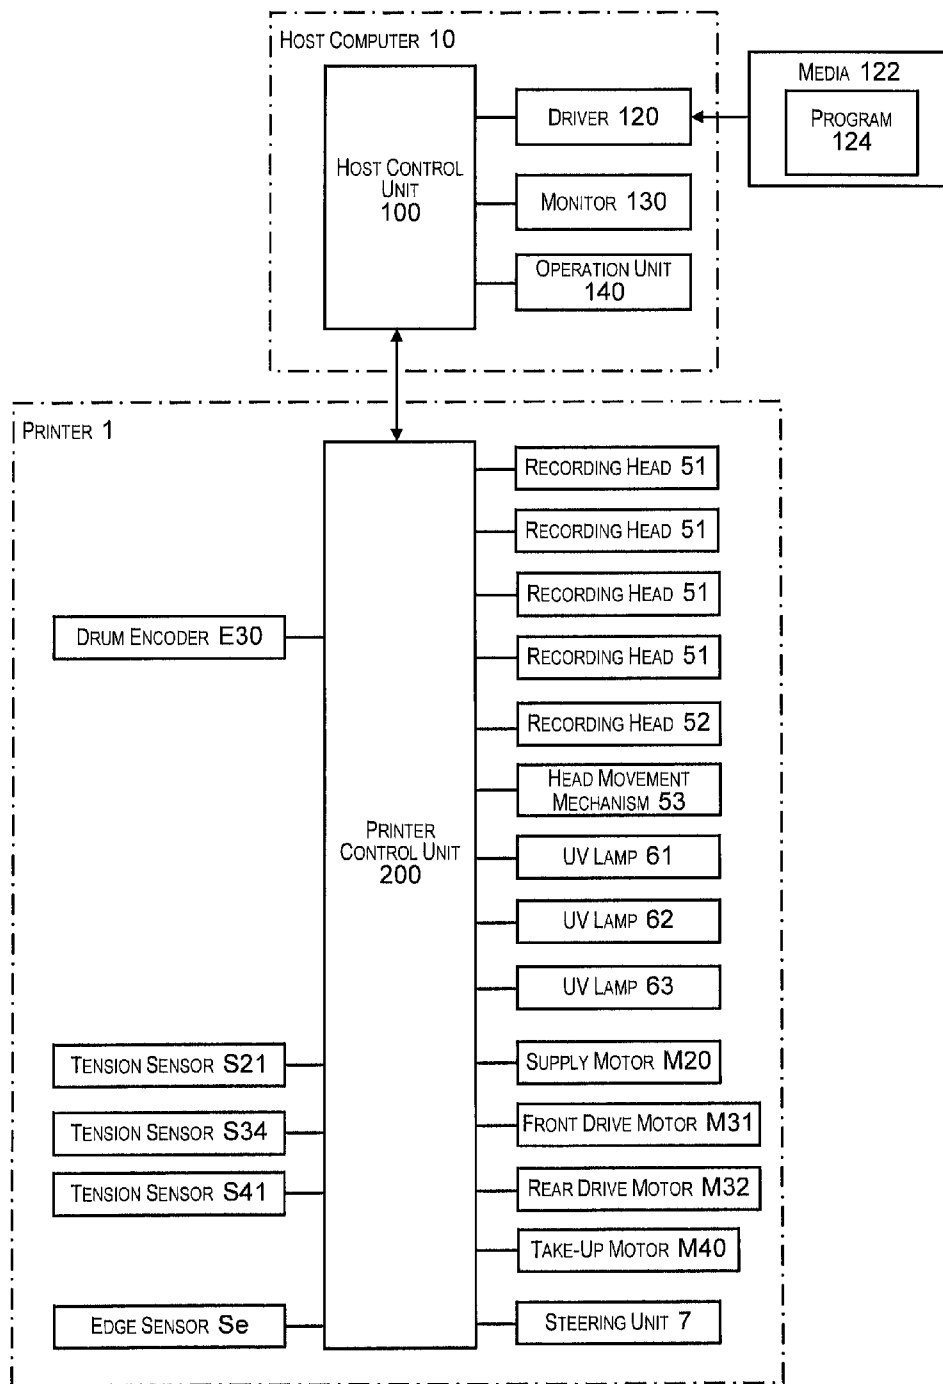 HOST COMPUTER 10
MEDIA 122
PROGRAM
124
DRIVER 120
HOST CONTROL
UNIT
100
MONITOR 130
OPERATION UNIT
140
PRINTER 1
RECORDING HEAD 51
RECORDING HEAD 51
RECORDING HEAD 51
DRUM ENCODER E30
RECORDING HEAD 51
RECORDING HEAD 52
HEAD MOVEMENT
MECHANISM 53
PRINTER
CONTROL UNIT
200
UV LAMP 61
UV LAMP 62
UV LAMP 63
TENSION SENSOR S21
SUPPLY MOTOR M20
TENSION SENSOR S34
FRONT DRIVE MOTOR M31
TENSION SENSOR S41
REAR DRIVE MOTOR M32
TAKE-UP MOTOR M40
EDGE SENSOR Se
STEERING UNIT 7